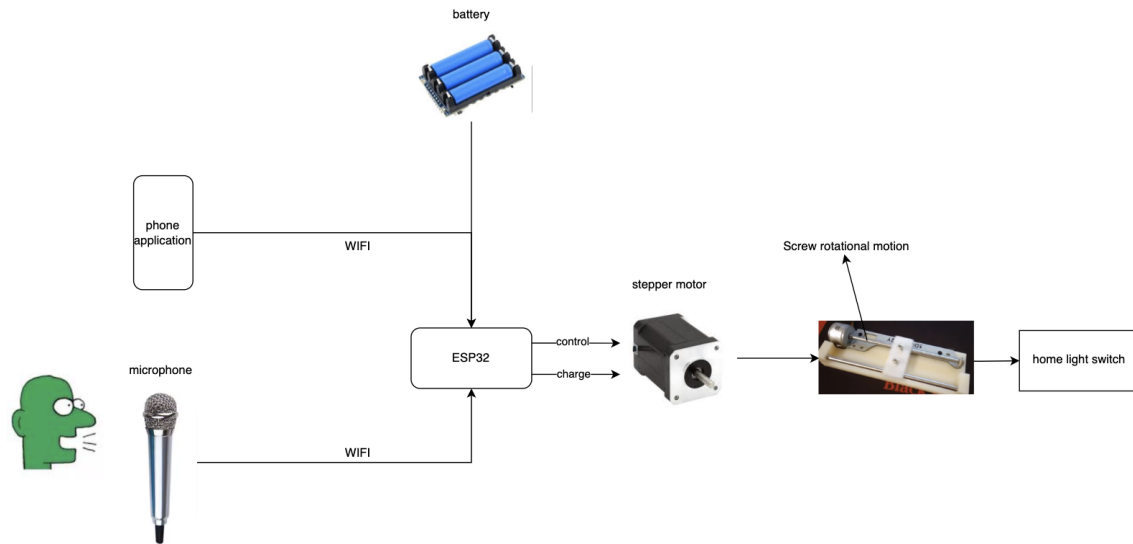 battery
phone
application
WIFI
Screw rotational motion
stepper motor
ESP32
control
charge
home light switch
microphone
WIFI